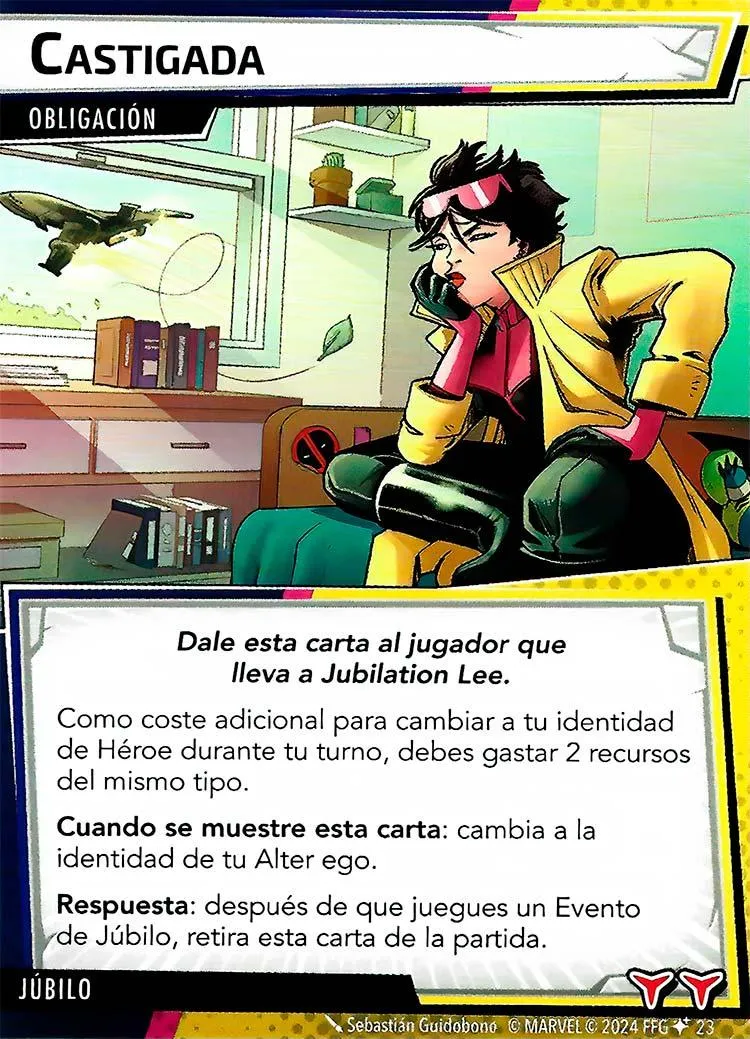 CASTIGADA
OBLIGACIÓN
Dale esta carta al jugador que
lleva a Jubilation Lee.
Como coste adicional para cambiar a tu identidad
de Héroe durante tu turno, debes gastar 2 recursos
del mismo tipo.
Cuando se muestre esta carta: cambia a la
identidad de tu Alter ego.
Respuesta: después de que juegues un Evento
de Júbilo, retira esta carta de la partida.
JÚBILO
Sebastián Guidobono © MARVEL © 2024 FFG 23